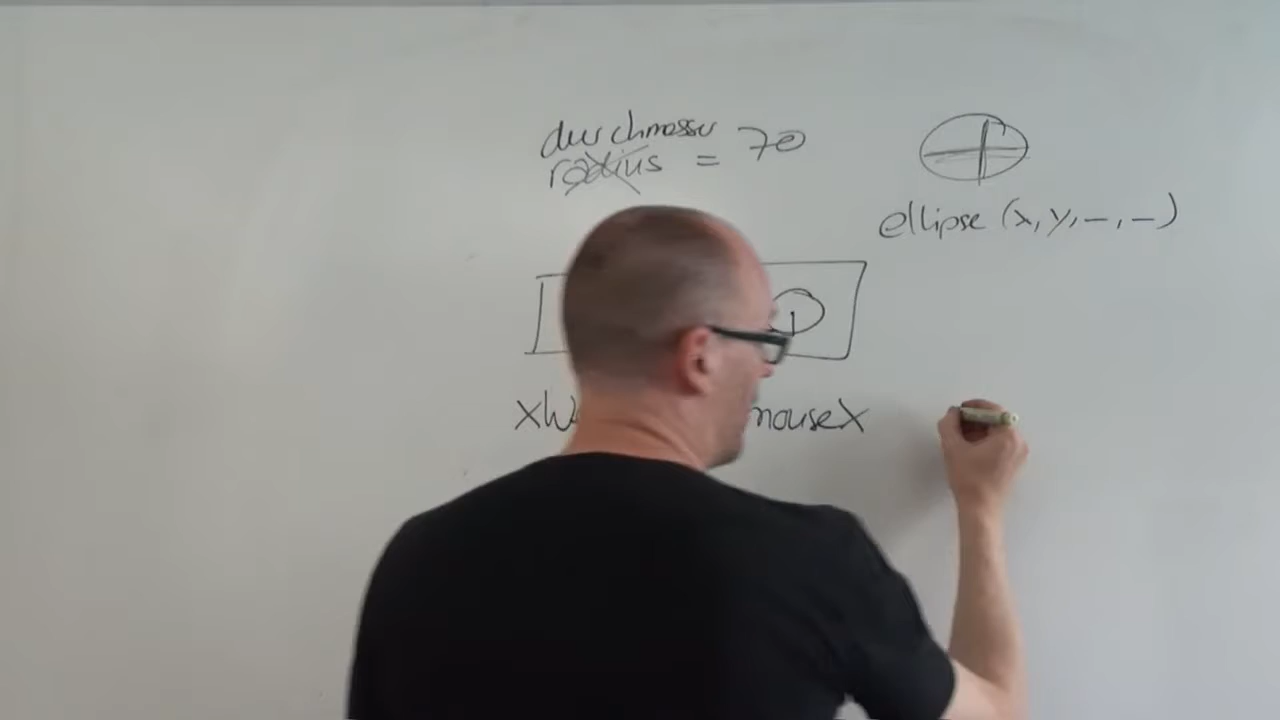 durchmesser
radius = 70
ellipse (x, y, –, –)
mouseX